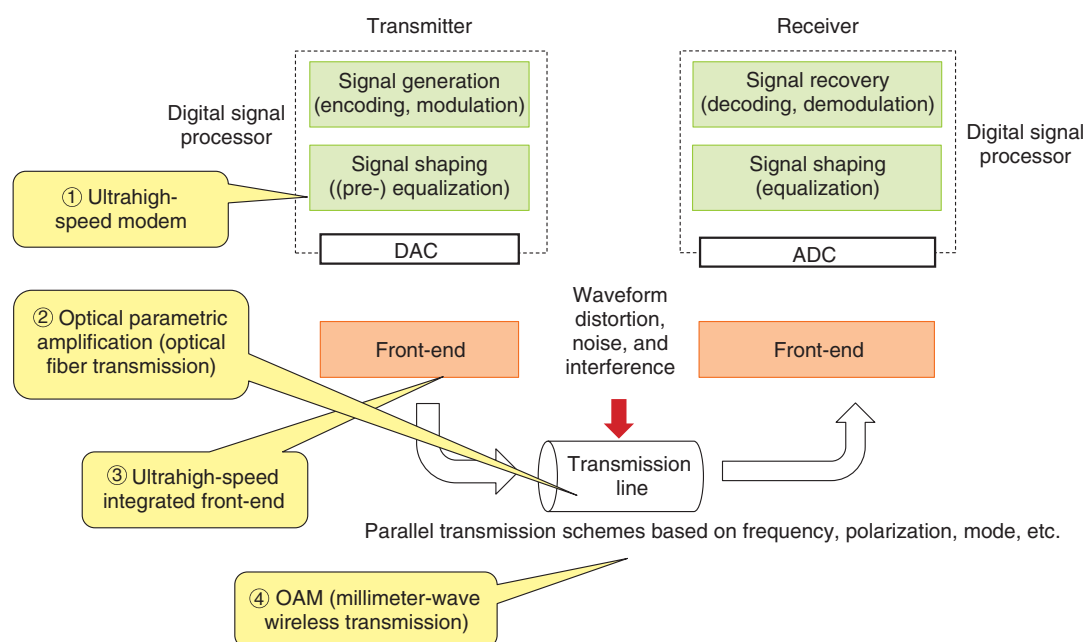 Transmitter
Receiver
Signal generation
(encoding, modulation)
Signal recovery
(decoding, demodulation)
Digital signal
processor
Digital signal
processor
Signal shaping
((pre-) equalization)
Signal shaping
(equalization)
① Ultrahigh-
speed modem
DAC
ADC
② Optical parametric
amplification (optical
fiber transmission)
Waveform
distortion,
noise, and
interference
Front-end
Front-end
③ Ultrahigh-speed
integrated front-end
Transmission
line
Parallel transmission schemes based on frequency, polarization, mode, etc.
④ OAM (millimeter-wave
wireless transmission)